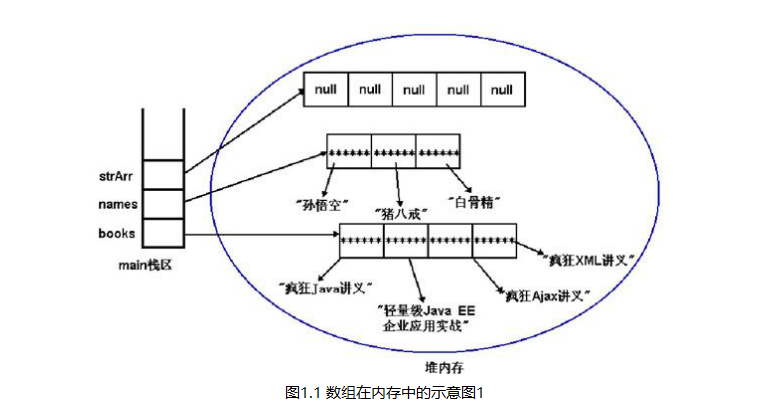 null null null null null
strArr
****** ****** ******
names
"孙悟空"
"猪八戒"
"白骨精"
books
****** ****** ****** ******
main栈区
"疯狂XML讲义"
"疯狂Java讲义"
"轻量级Java EE
企业应用实战"
"疯狂Ajax讲义"
堆内存
图1.1 数组在内存中的示意图1